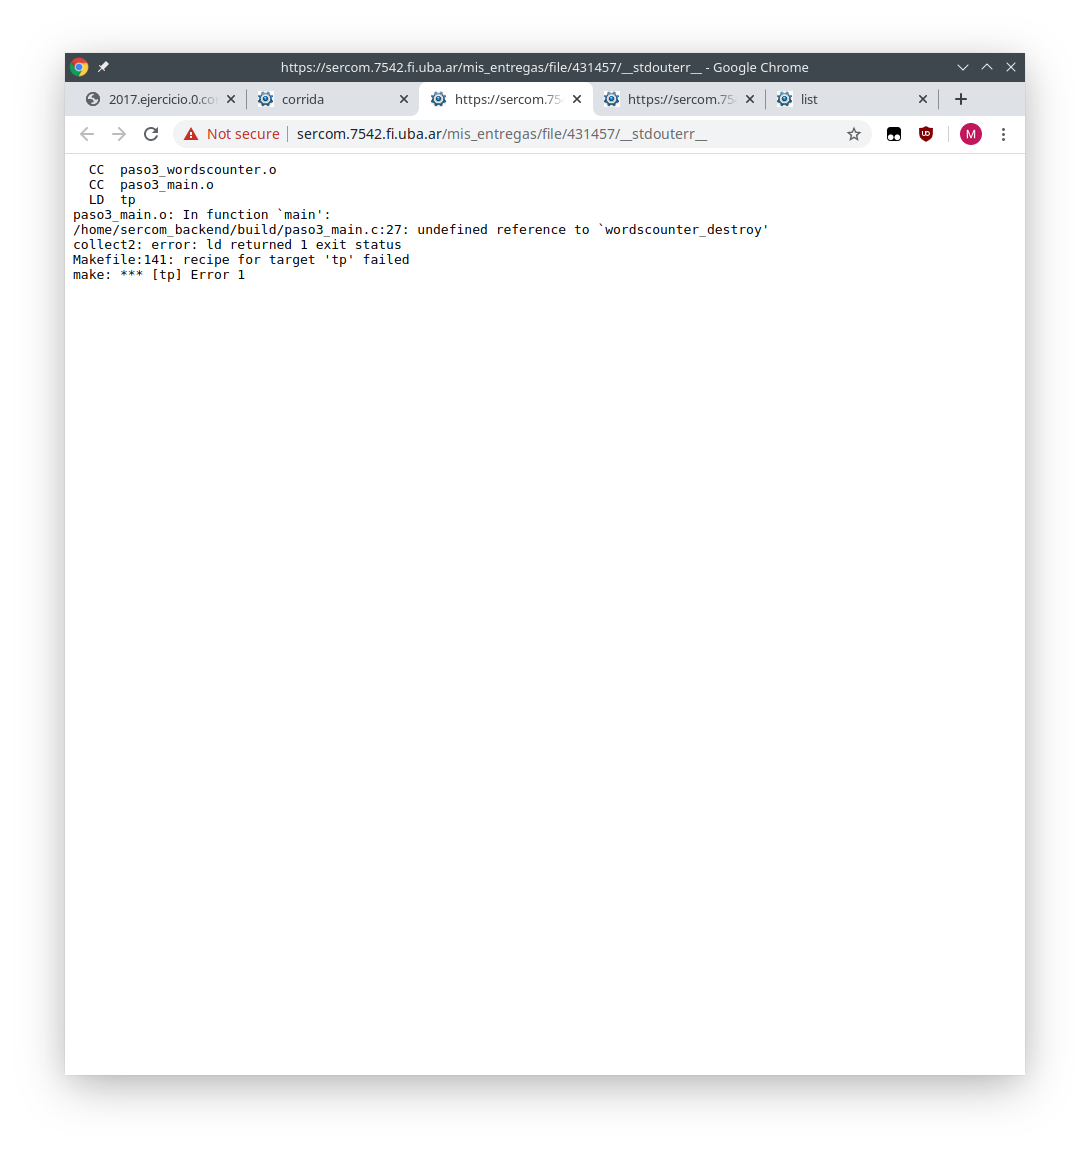 https://sercom.7542.fi.uba.ar/mis_entregas/file/431457/__stdouterr__ - Google Chrome
2017.ejercicio.0.co
corrida
https://sercom.75
https://sercom.754
list
Not secure
sercom.7542.fi.uba.ar/mis_entregas/file/431457/__stdouterr__
M
CC  paso3_wordscounter.o
CC  paso3_main.o
LD  tp
paso3_main.o: In function `main':
/home/sercom_backend/build/paso3_main.c:27: undefined reference to `wordscounter_destroy'
collect2: error: ld returned 1 exit status
Makefile:141: recipe for target 'tp' failed
make: *** [tp] Error 1